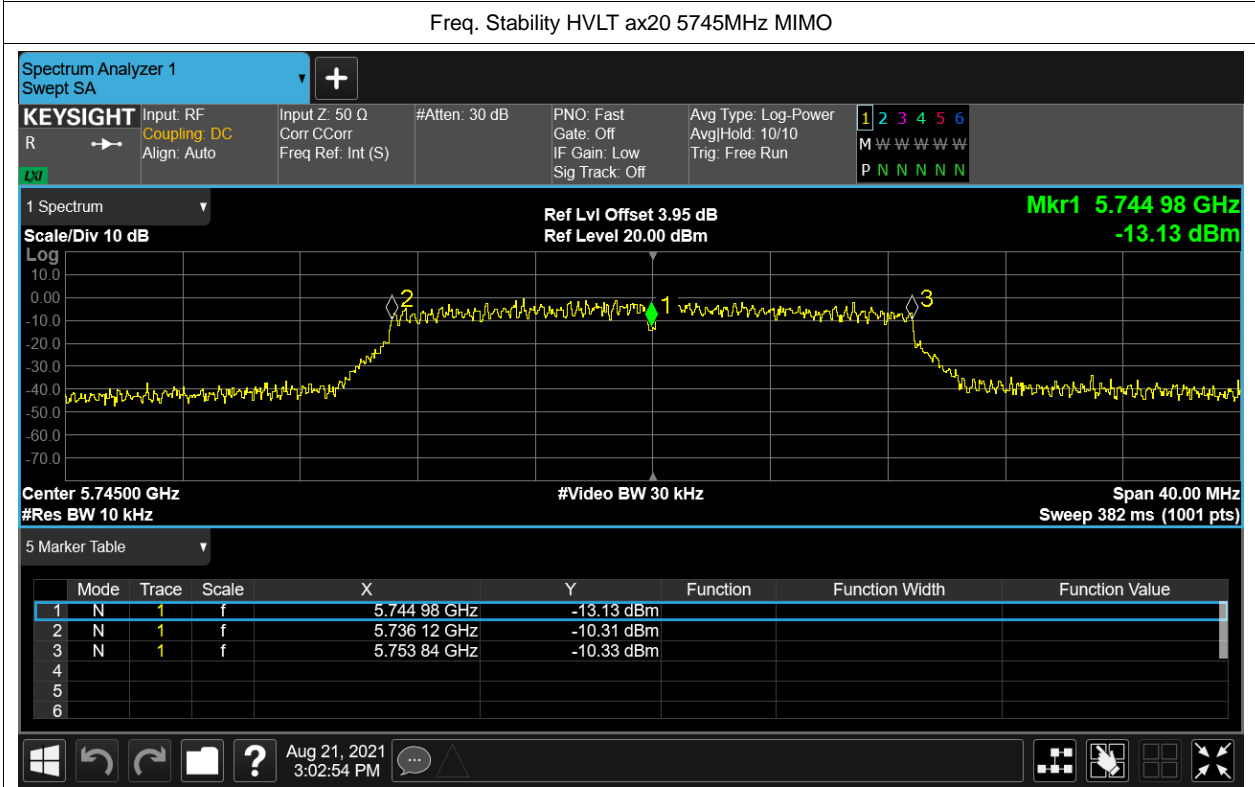 Freq. Stability HVLT ax20 5745MHz MIMO
Spectrum Analyzer 1
Swept SA
+
KEYSIGHT
R
LXI
Input: RF
Coupling: DC
Align: Auto
Input Z: 50 Ω
Corr CCorr
Freq Ref: Int (S)
#Atten: 30 dB
PNO: Fast
Gate: Off
IF Gain: Low
Sig Track: Off
Avg Type: Log-Power
Avg|Hold: 10/10
Trig: Free Run
1 2 3 4 5 6
M W W W W W
P N N N N N
1 Spectrum
Scale/Div 10 dB
Ref Lvl Offset 3.95 dB
Ref Level 20.00 dBm
Mkr1 5.744 98 GHz
-13.13 dBm
Log
10.0
0.00
-10.0
-20.0
-30.0
-40.0
-50.0
-60.0
-70.0
2
1
3
Center 5.74500 GHz
#Video BW 30 kHz
Span 40.00 MHz
#Res BW 10 kHz
Sweep 382 ms (1001 pts)
5 Marker Table
Mode Trace Scale X Y Function Function Width Function Value
1 N 1 f 5.744 98 GHz -13.13 dBm
2 N 1 f 5.736 12 GHz -10.31 dBm
3 N 1 f 5.753 84 GHz -10.33 dBm
4
5
6
?
Aug 21, 2021
3:02:54 PM